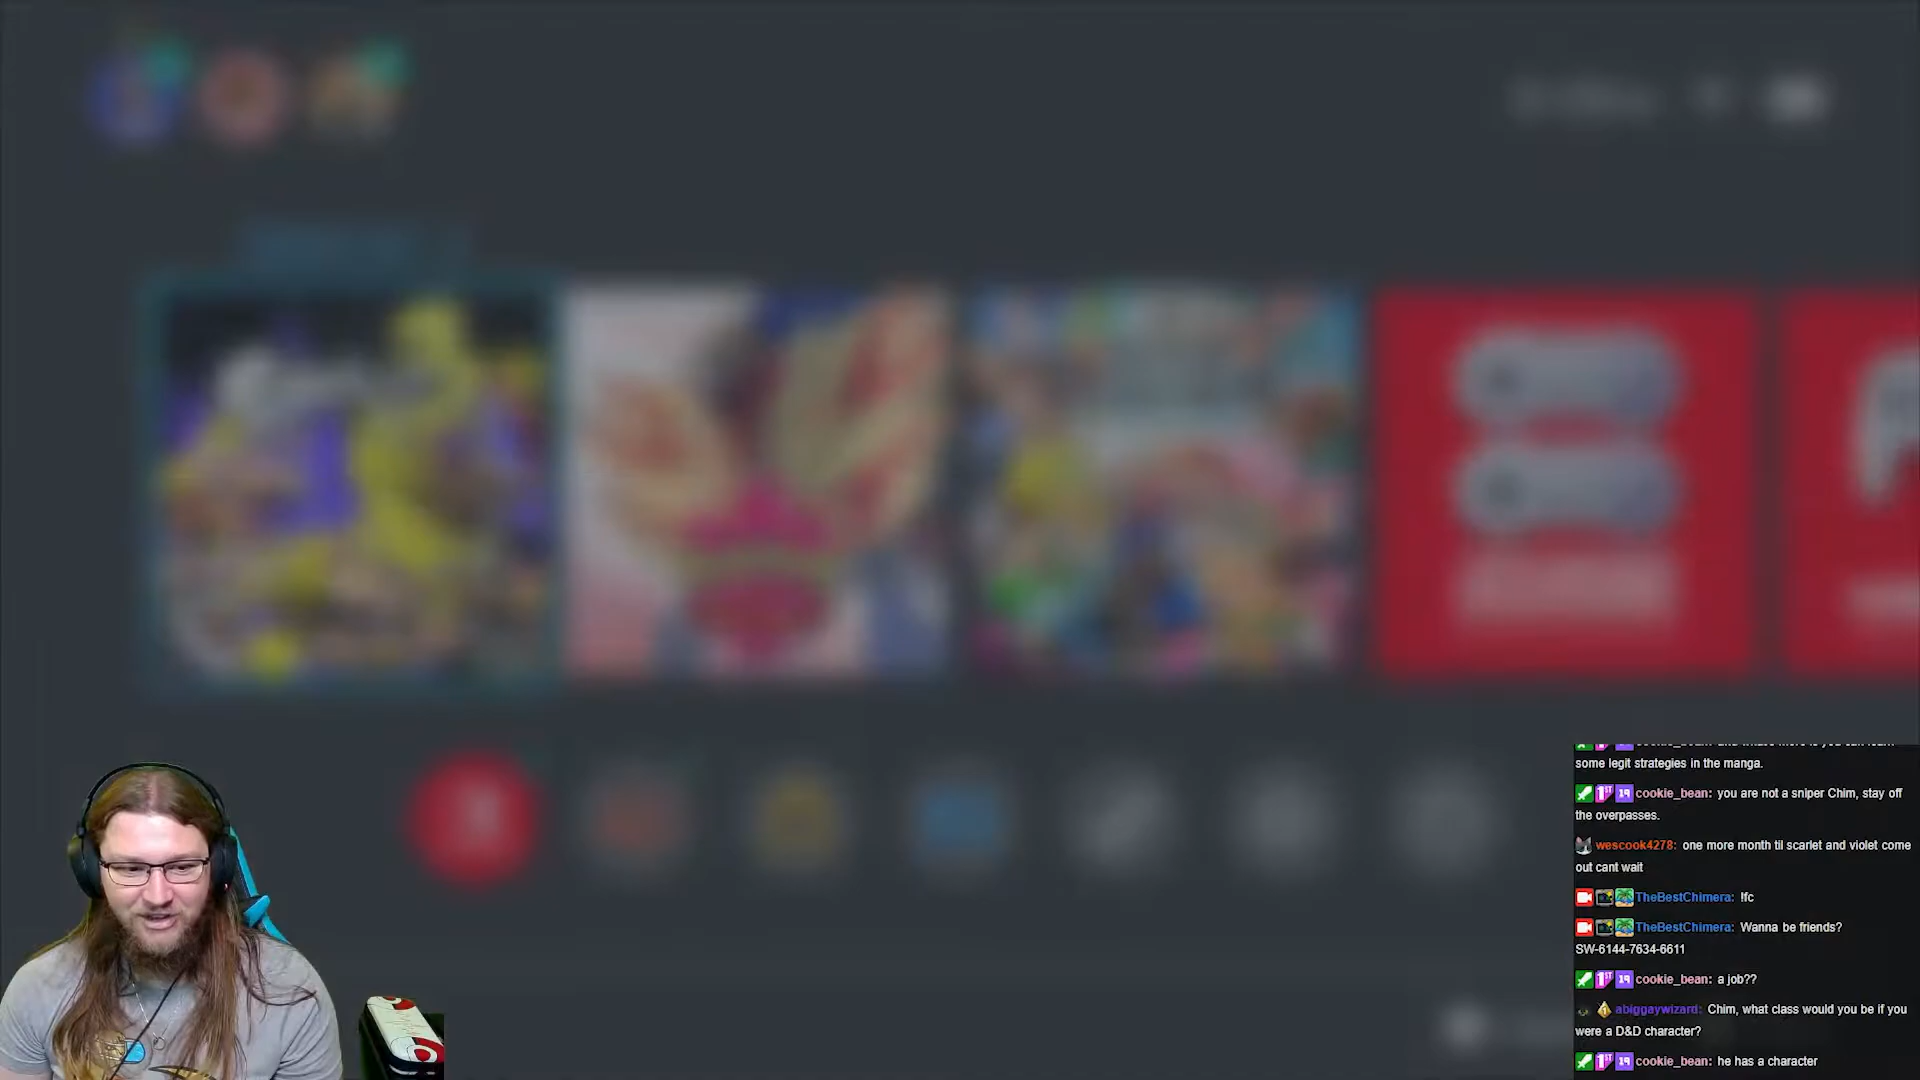 some legit strategies in the manga.
cookie_bean: you are not a sniper Chim, stay off
the overpasses.
wescook4278: one more month til scarlet and violet come
out cant wait
TheBestChimera: !fc
TheBestChimera: Wanna be friends?
SW-6144-7634-6611
cookie_bean: a job??
abiggaywizard: Chim, what class would you be if you
were a D&D character?
cookie_bean: he has a character